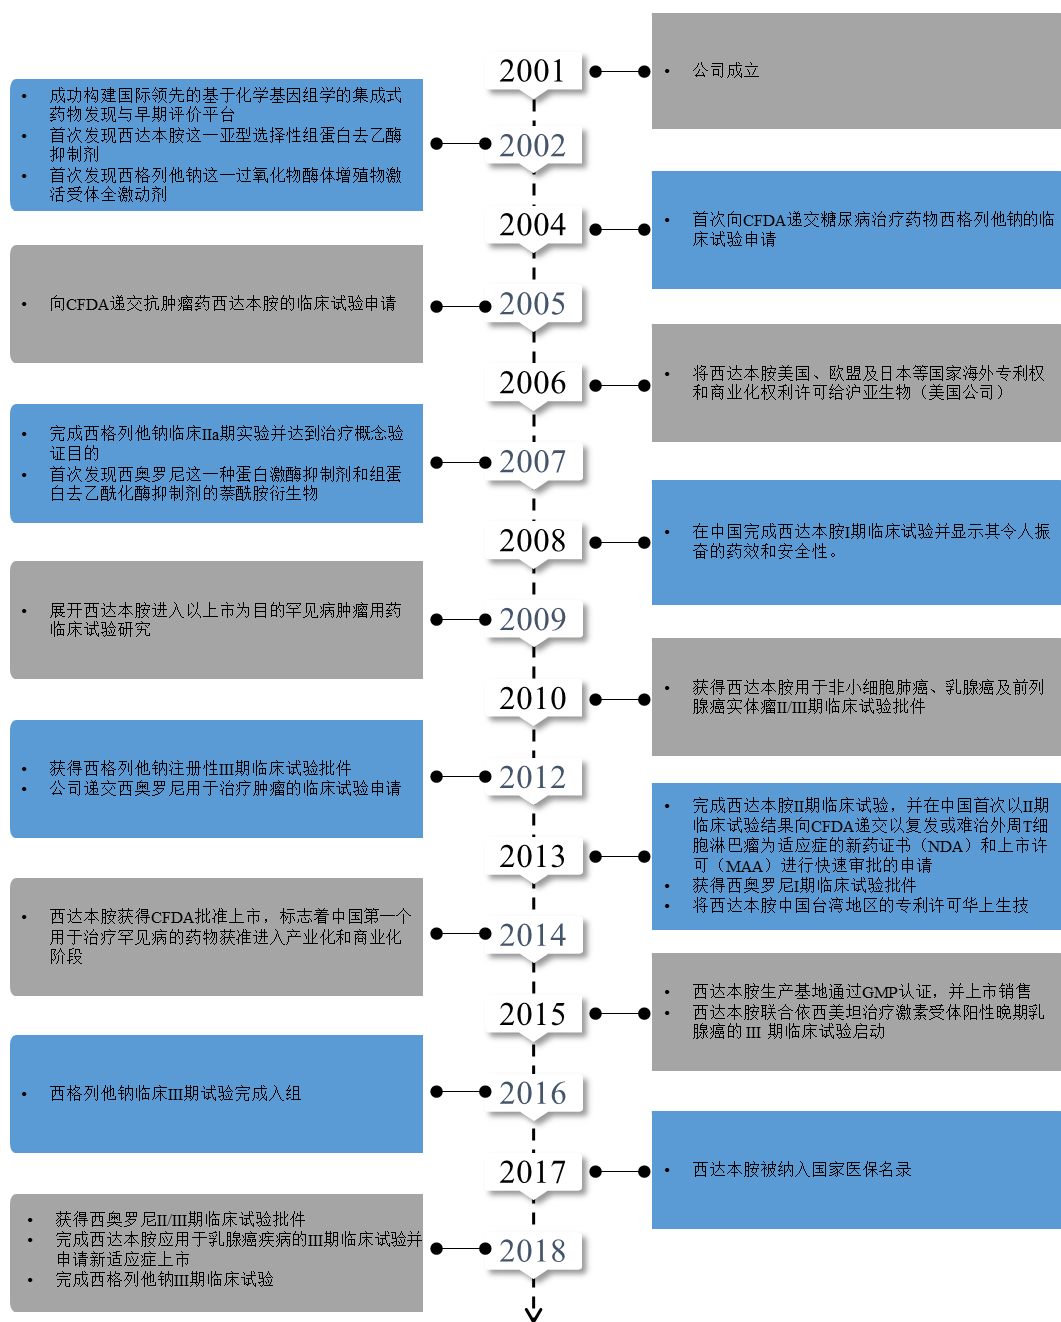 2001
• 公司成立
• 成功构建国际领先的基于化学基因组学的集成式
药物发现与早期评价平台
• 首次发现西达本胺这一亚型选择性组蛋白去乙酶
抑制剂
• 首次发现西格列他钠这一过氧化物酶体增殖物激
活受体全激动剂
2002
2004
• 首次向CFDA递交糖尿病治疗药物西格列他钠的临
床试验申请
• 向CFDA递交抗肿瘤药西达本胺的临床试验申请
2005
2006
• 将西达本胺美国、欧盟及日本等国家海外专利权
和商业化权利许可给沪亚生物（美国公司）
• 完成西格列他钠临床IIa期实验并达到治疗概念验
证目的
• 首次发现西奥罗尼这一种蛋白激酶抑制剂和组蛋
白去乙酰化酶抑制剂的萘酰胺衍生物
2007
2008
• 在中国完成西达本胺I期临床试验并显示其令人振
奋的药效和安全性。
• 展开西达本胺进入以上市为目的罕见病肿瘤用药
临床试验研究
2009
2010
• 获得西达本胺用于非小细胞肺癌、乳腺癌及前列
腺癌实体瘤II/III期临床试验批件
• 获得西格列他钠注册性III期临床试验批件
• 公司递交西奥罗尼用于治疗肿瘤的临床试验申请
2012
2013
• 完成西达本胺II期临床试验，并在中国首次以II期
临床试验结果向CFDA递交以复发或难治外周T细
胞淋巴瘤为适应症的新药证书（NDA）和上市许
可（MAA）进行快速审批的申请
• 获得西奥罗尼I期临床试验批件
• 将西达本胺中国台湾地区的专利许可华上生技
• 西达本胺获得CFDA批准上市，标志着中国第一个
用于治疗罕见病的药物获准进入产业化和商业化
阶段
2014
2015
• 西达本胺生产基地通过GMP认证，并上市销售
• 西达本胺联合依西美坦治疗激素受体阳性晚期乳
腺癌的 III 期临床试验启动
• 西格列他钠临床III期试验完成入组
2016
2017
• 西达本胺被纳入国家医保名录
• 获得西奥罗尼II/III期临床试验批件
• 完成西达本胺应用于乳腺癌疾病的III期临床试验并
申请新适应症上市
• 完成西格列他钠III期临床试验
2018